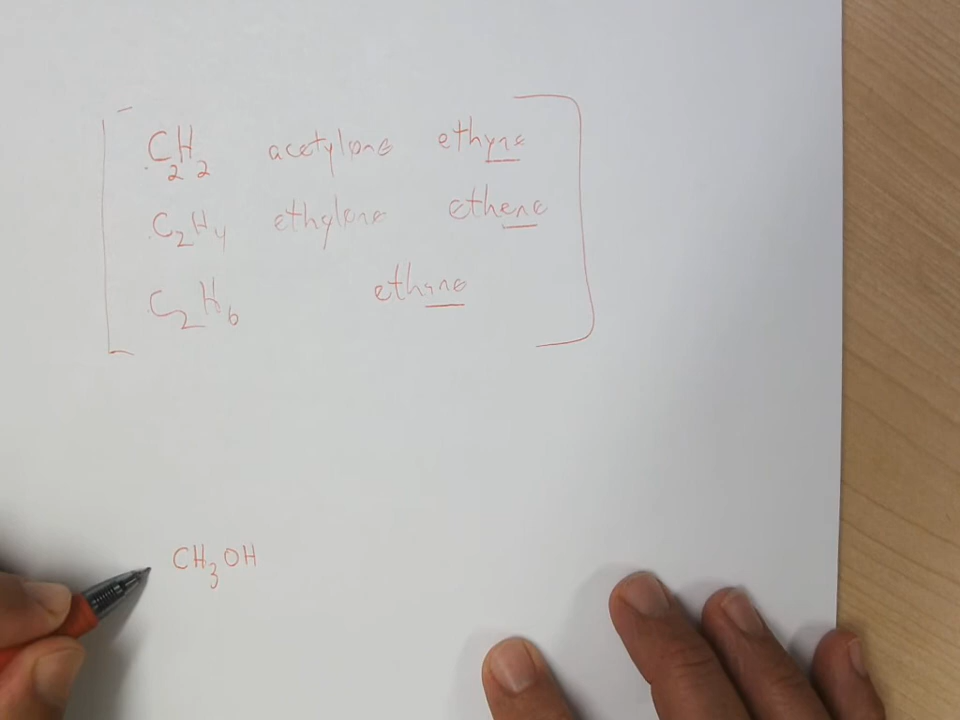 C₂H₂ acetylene ethyne
C₂H₄ ethylene ethene
C₂H₆ ethane
CH₃OH